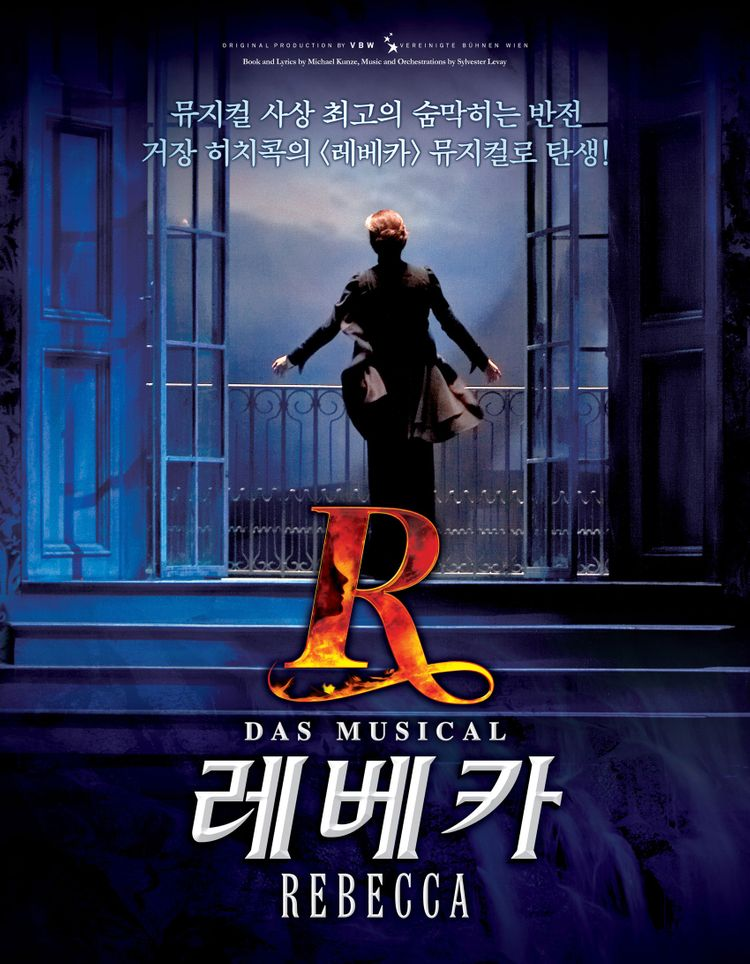 ORIGINAL PRODUCTION BY VBW VEREINIGTE BÜHNEN WIEN
Book and Lyrics by Michael Kunze, Music and Orchestrations by Sylvester Levay
뮤지컬 사상 최고의 숨막히는 반전
거장 히치콕의 〈레베카〉 뮤지컬로 탄생!
R
DAS MUSICAL
레베카
REBECCA